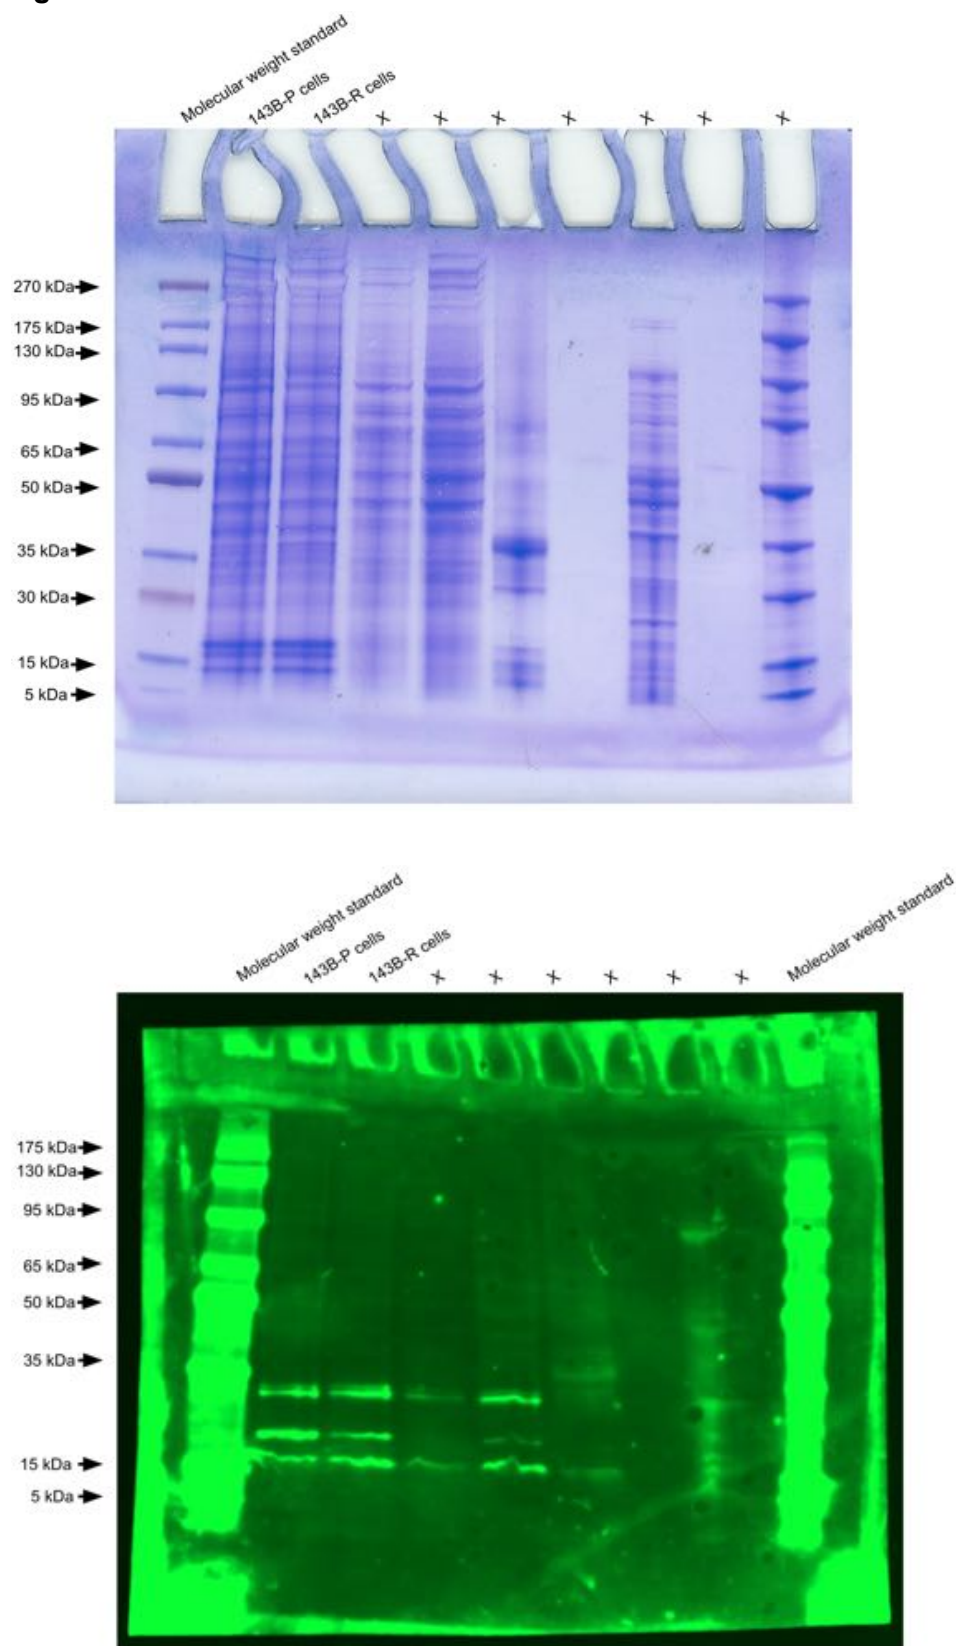 Molecular weight standard
143B-P cells
143B-R cells
X
X
X
X
X
X
X
270 kDa
175 kDa
130 kDa
95 kDa
65 kDa
50 kDa
35 kDa
30 kDa
15 kDa
5 kDa
Molecular weight standard
143B-P cells
143B-R cells
X
X
X
X
X
X
Molecular weight standard
175 kDa
130 kDa
95 kDa
65 kDa
50 kDa
35 kDa
15 kDa
5 kDa